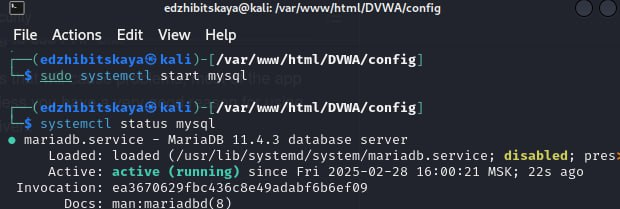 edzhibitskaya@kali: /var/www/html/DVWA/config
File Actions Edit View Help
┌──(edzhibitskaya㉿kali)-[/var/www/html/DVWA/config]
└─$ sudo systemctl start mysql
┌──(edzhibitskaya㉿kali)-[/var/www/html/DVWA/config]
└─$ systemctl status mysql
● mariadb.service - MariaDB 11.4.3 database server
Loaded: loaded (/usr/lib/systemd/system/mariadb.service; disabled; pres>
Active: active (running) since Fri 2025-02-28 16:00:21 MSK; 22s ago
Invocation: ea3670629fbc436c8e49adabf6b6ef09
Docs: man:mariadbd(8)